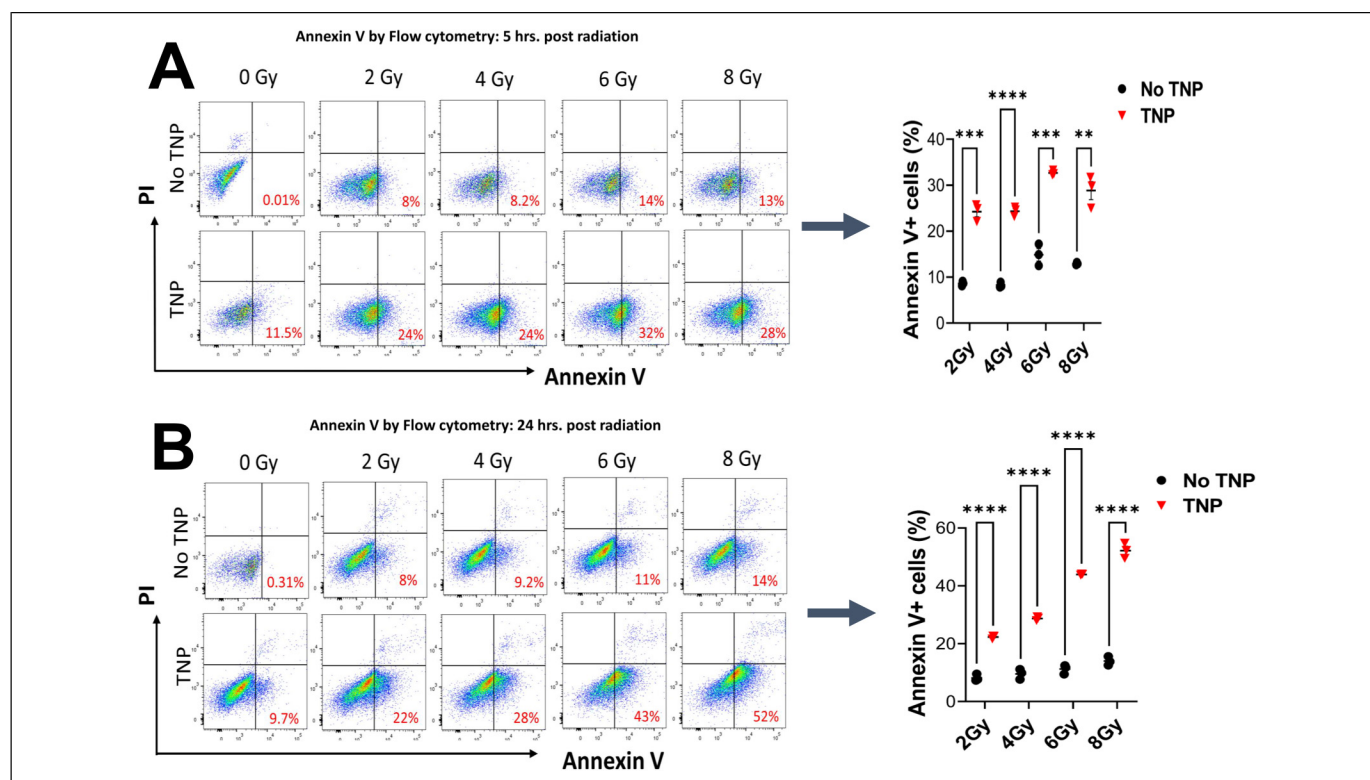 A
Annexin V by Flow cytometry: 5 hrs. post radiation
0 Gy 2 Gy 4 Gy 6 Gy 8 Gy
No TNP
0.01% 8% 8.2% 14% 13%
PI
TNP
11.5% 24% 24% 32% 28%
Annexin V
No TNP
TNP
*** **** *** **
Annexin V+ cells (%)
40
30
20
10
0
2Gy 4Gy 6Gy 8Gy
B
Annexin V by Flow cytometry: 24 hrs. post radiation
0 Gy 2 Gy 4 Gy 6 Gy 8 Gy
No TNP
0.31% 8% 9.2% 11% 14%
PI
TNP
9.7% 22% 28% 43% 52%
Annexin V
No TNP
TNP
**** **** **** ****
Annexin V+ cells (%)
60
40
20
0
2Gy 4Gy 6Gy 8Gy